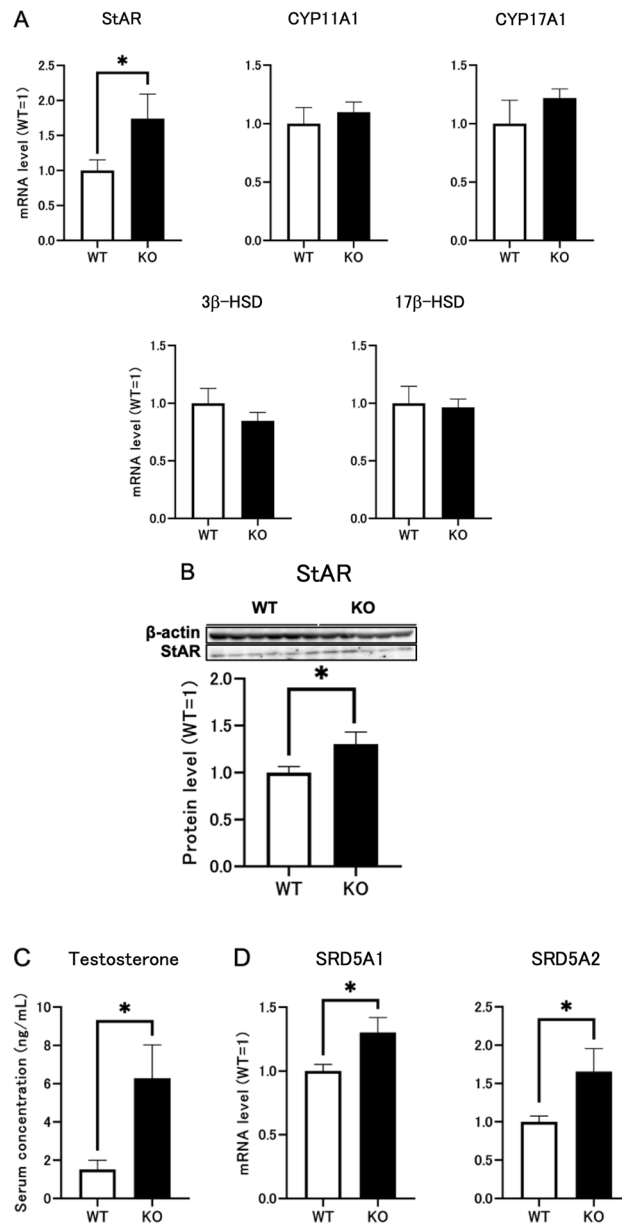 A
StAR
CYP11A1
CYP17A1
mRNA level (WT=1)
2.5
2.0
1.5
1.0
0.5
0.0
*
WT KO
1.5
1.0
0.5
0.0
WT KO
1.5
1.0
0.5
0.0
WT KO
3β-HSD
17β-HSD
mRNA level (WT=1)
1.5
1.0
0.5
0.0
WT KO
1.5
1.0
0.5
0.0
WT KO
B
StAR
WT KO
β-actin
StAR
Protein level (WT=1)
2.0
1.5
1.0
0.5
0.0
*
WT KO
C
Testosterone
Serum concentration (ng/mL)
10
8
6
4
2
0
*
WT KO
D
SRD5A1
SRD5A2
mRNA level (WT=1)
1.5
1.0
0.5
0.0
*
WT KO
2.5
2.0
1.5
1.0
0.5
0.0
*
WT KO